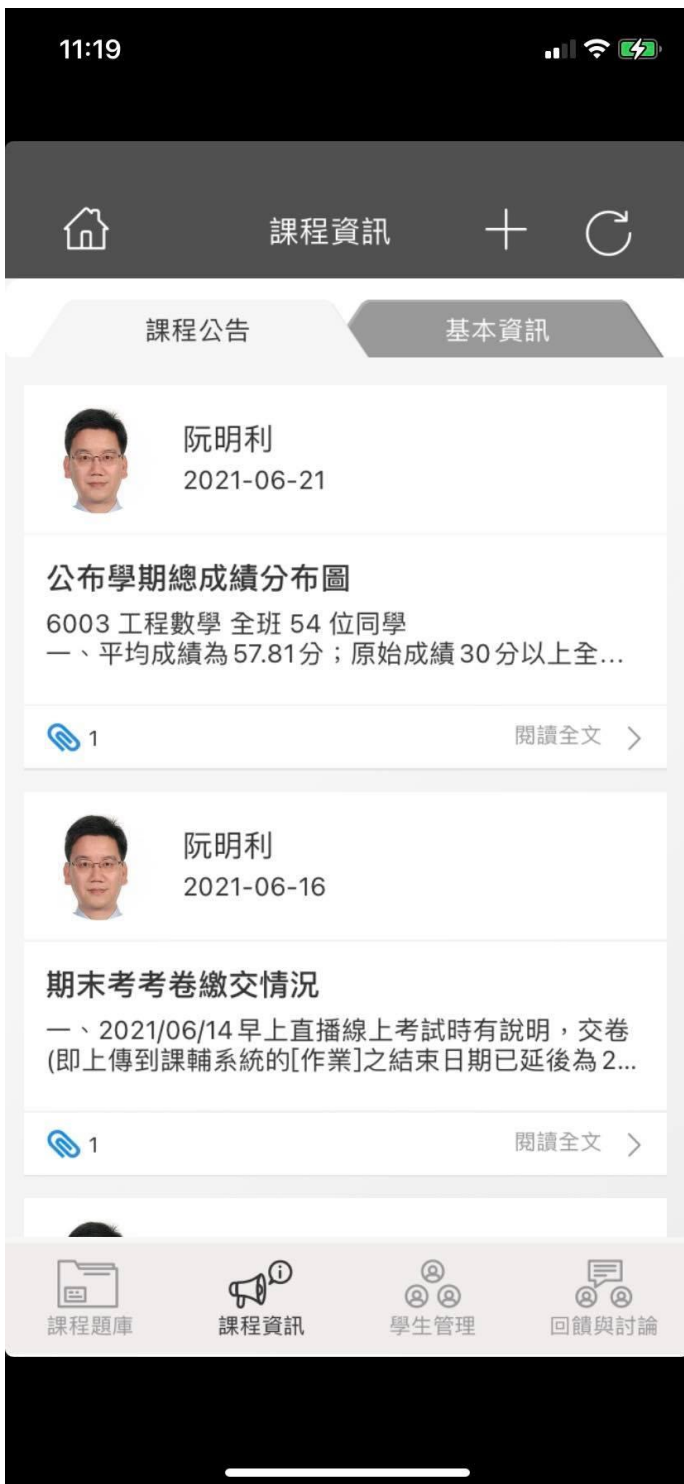 11:19
課程資訊
課程公告
基本資訊
阮明利
2021-06-21
公布學期總成績分布圖
6003 工程數學 全班 54 位同學
一、平均成績為57.81分；原始成績30分以上全...
1
閱讀全文
阮明利
2021-06-16
期末考考卷繳交情況
一、2021/06/14早上直播線上考試時有說明，交卷
(即上傳到課輔系統的[作業]之結束日期已延後為2...
1
閱讀全文
課程題庫
課程資訊
學生管理
回饋與討論